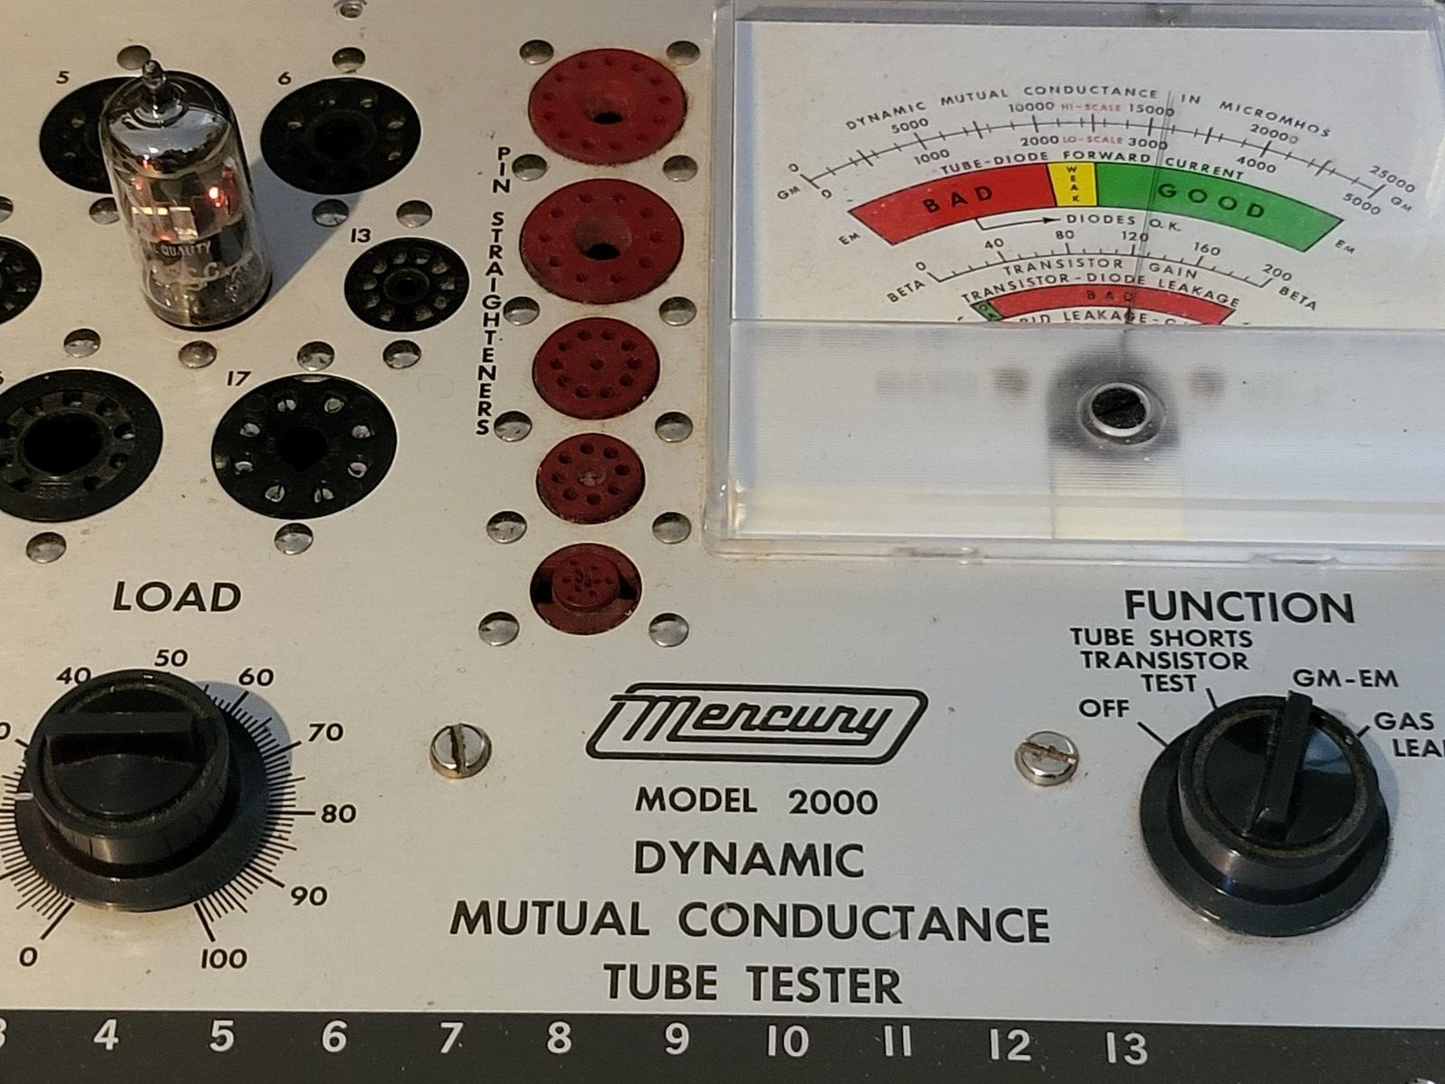 5
6
13
17
QUALITY
PIN STRAIGHTENERS
DYNAMIC MUTUAL CONDUCTANCE IN MICROMHOS
0 5000 10000 HI-SCALE 15000 20000 25000
GM GM
0 1000 2000 LO-SCALE 3000 4000 5000
TUBE-DIODE FORWARD CURRENT
BAD WEAK GOOD
EM EM
DIODES O.K.
0 40 80 120 160 200
BETA TRANSISTOR GAIN BETA
TRANSISTOR-DIODE LEAKAGE
BAD
LEAKAGE-
LOAD
0 40 50 60 70 80 90 100
Mercury
MODEL 2000
DYNAMIC
MUTUAL CONDUCTANCE
TUBE TESTER
FUNCTION
TUBE SHORTS
TRANSISTOR
TEST
OFF
GM-EM
GAS
3 4 5 6 7 8 9 10 11 12 13